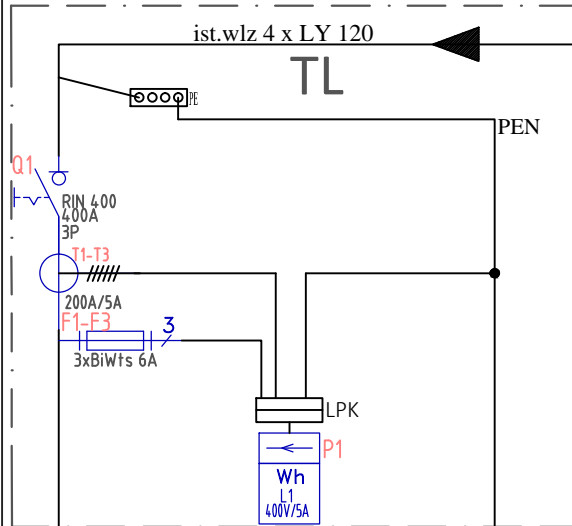 ist.wlz 4 x LY 120
TL
PE
PEN
Q1
RIN 400
400A
3P
T1-T3
200A/5A
F1-F3
3
3xBiWts 6A
LPK
P1
Wh
L1
400V/5A